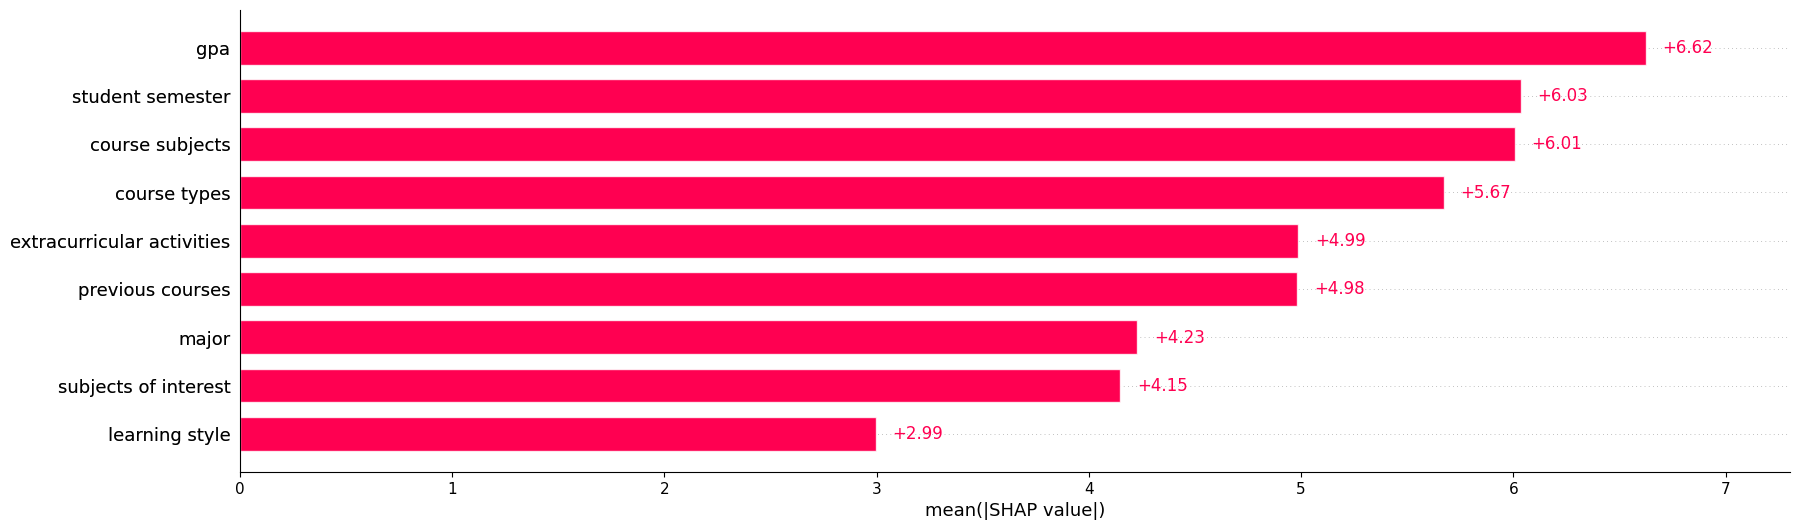 gpa +6.62
student semester +6.03
course subjects +6.01
course types +5.67
extracurricular activities +4.99
previous courses +4.98
major +4.23
subjects of interest +4.15
learning style +2.99
0 1 2 3 4 5 6 7
mean(|SHAP value|)